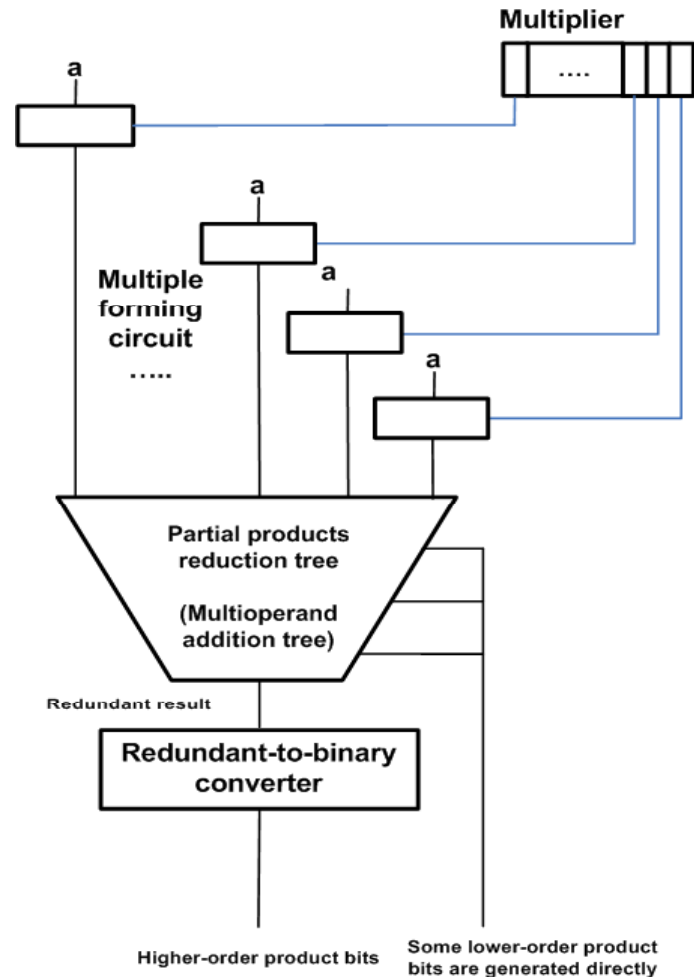 Multiplier
....
a
a
Multiple
forming
circuit
.....
a
a
Partial products
reduction tree
(Multioperand
addition tree)
Redundant result
Redundant-to-binary
converter
Higher-order product bits
Some lower-order product
bits are generated directly